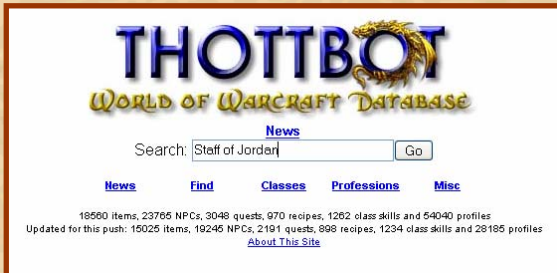 THOTTBOT
WORLD OF WARCRAFT DATABASE
News
Search: Staff of Jordan Go
News Find Classes Professions Misc
18560 items, 23765 NPCs, 3048 quests, 970 recipes, 1262 class skills and 54040 profiles
Updated for this push: 15025 items, 19245 NPCs, 2191 quests, 898 recipes, 1234 class skills and 28185 profiles
About This Site